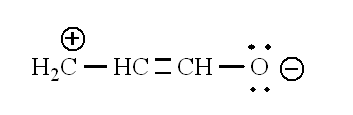 H₂C⊕ — HC = CH — O ⊖